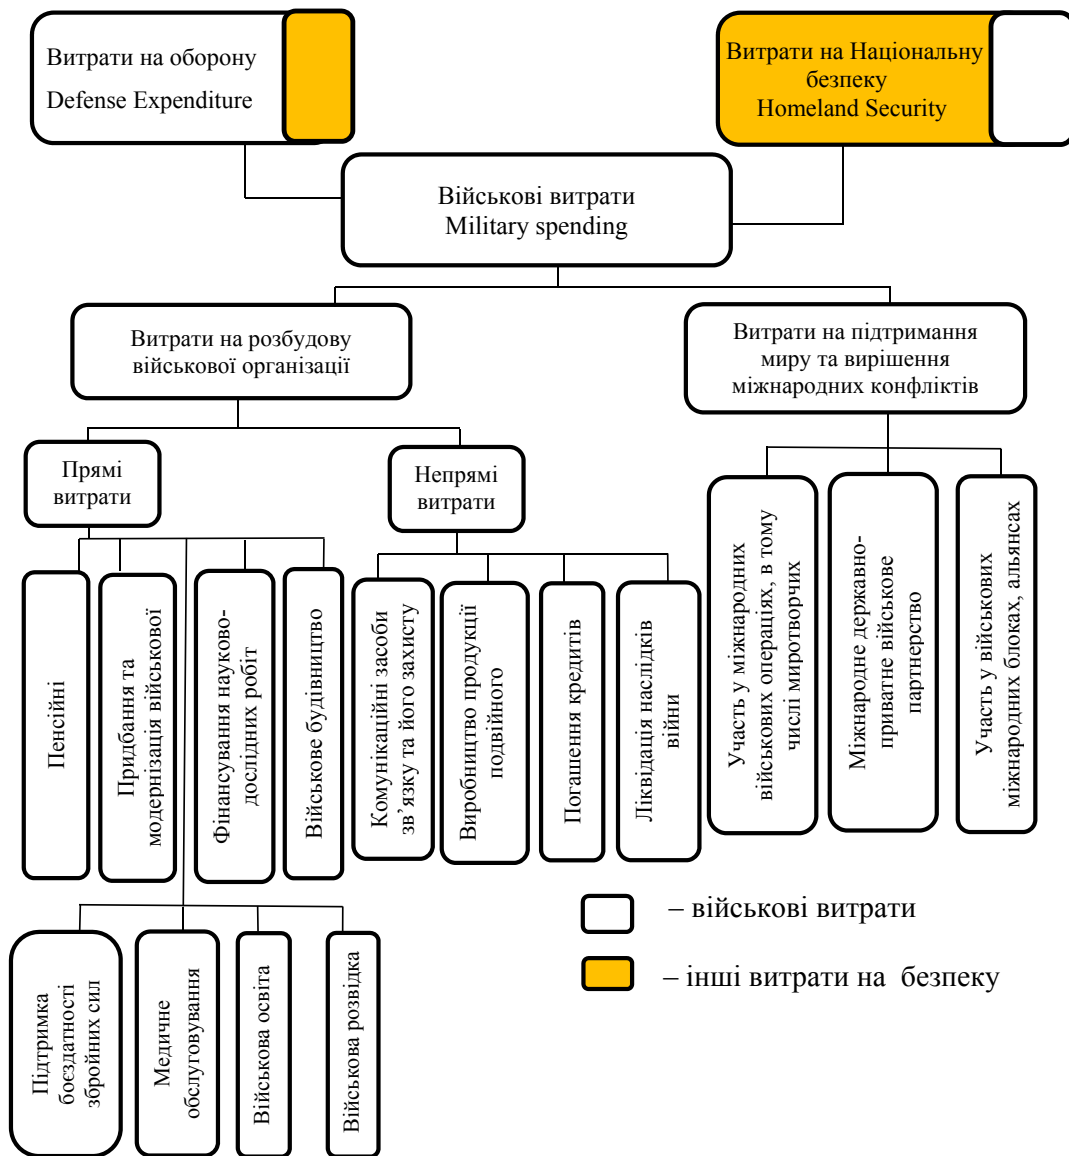 Витрати на оборону
Defense Expenditure
Витрати на Національну
безпеку
Homeland Security
Військові витрати
Military spending
Витрати на розбудову
військової організації
Витрати на підтримання
миру та вирішення
міжнародних конфліктів
Прямі
витрати
Непрямі
витрати
Пенсійні
Придбання та
модернізація військової
Фінансування науково-
дослідних робіт
Військове будівництво
Комунікаційні засоби
зв’язку та його захисту
Виробництво продукції
подвійного
Погашення кредитів
Ліквідація наслідків
війни
Участь у міжнародних
військових операціях, в тому
числі миротворчих
Міжнародне державно-
приватне військове
партнерство
Участь у військових
міжнародних блоках, альянсах
Підтримка
боєздатності
збройних сил
Медичне
обслуговування
Військова освіта
Військова розвідка
– військові витрати
– інші витрати на безпеку